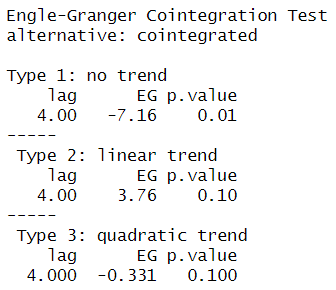 Engle-Granger Cointegration Test
alternative: cointegrated

Type 1: no trend
    lag      EG p.value
   4.00   -7.16    0.01
-----
 Type 2: linear trend
    lag      EG p.value
   4.00    3.76    0.10
-----
 Type 3: quadratic trend
    lag      EG p.value
  4.000  -0.331   0.100